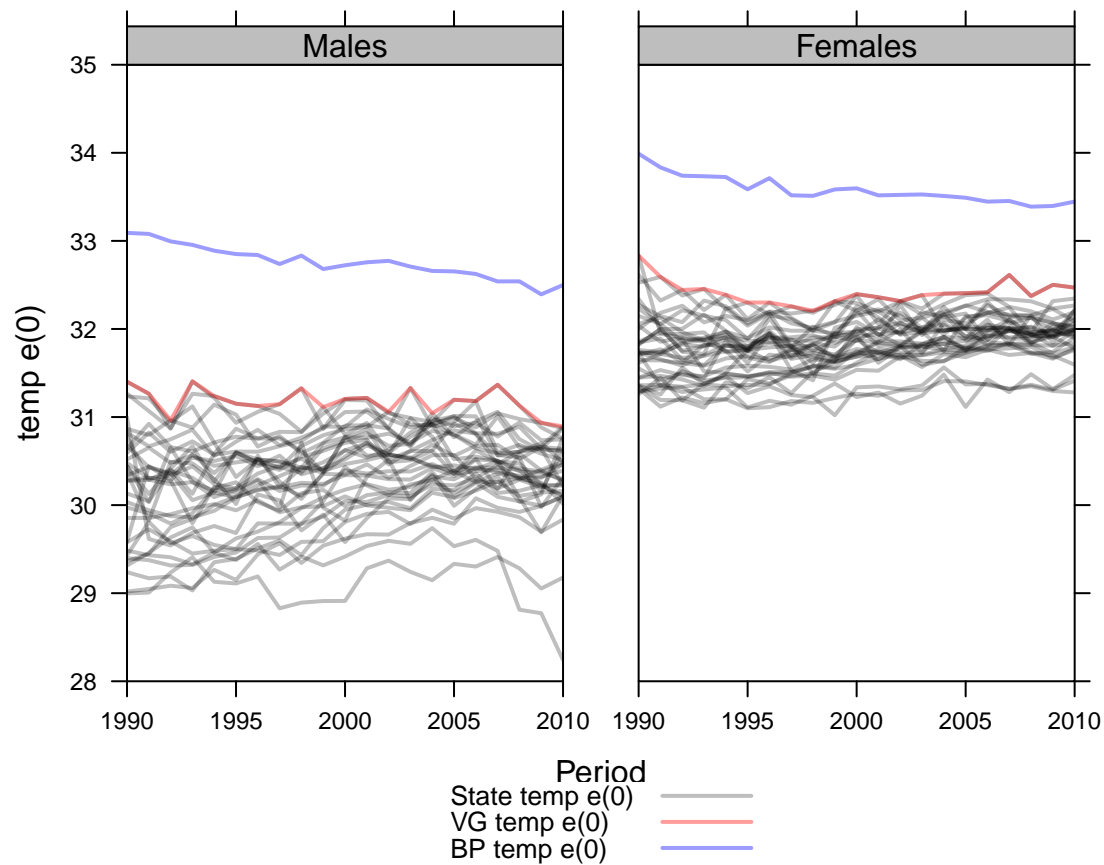 Males Females
temp e(0)
35
34
33
32
31
30
29
28
1990 1995 2000 2005 2010 1990 1995 2000 2005 2010
Period
State temp e(0)
VG temp e(0)
BP temp e(0)